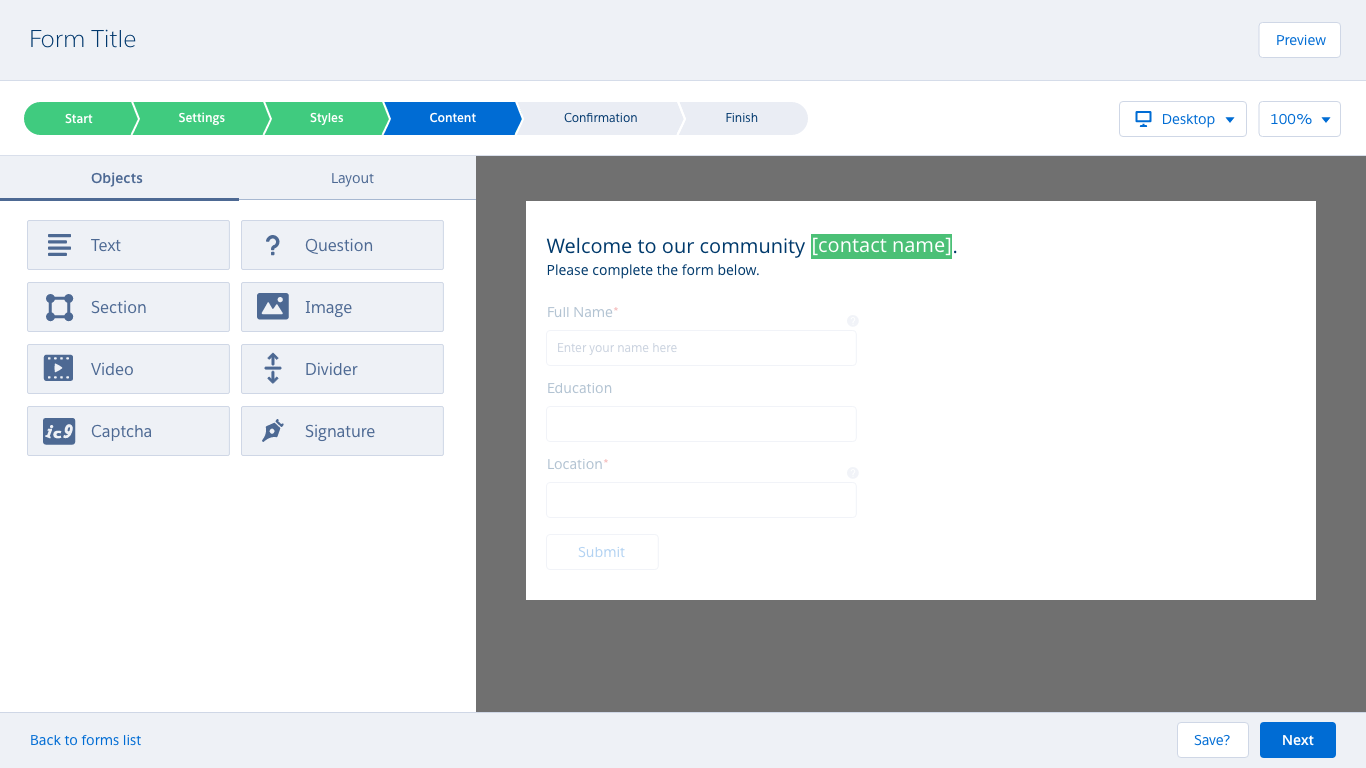 Form Title
Preview
Start
Settings
Styles
Content
Confirmation
Finish
Desktop
100%
Objects
Layout
Text
Question
Section
Image
Video
Divider
ic9
Captcha
Signature
Welcome to our community [contact name].
Please complete the form below.
Full Name*
?
Enter your name here
Education
Location*
?
Submit
Back to forms list
Save?
Next